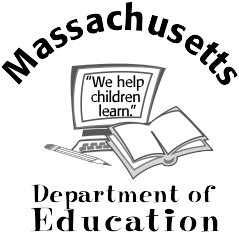 Massachusetts
"We help
children
learn."
Department of
Education